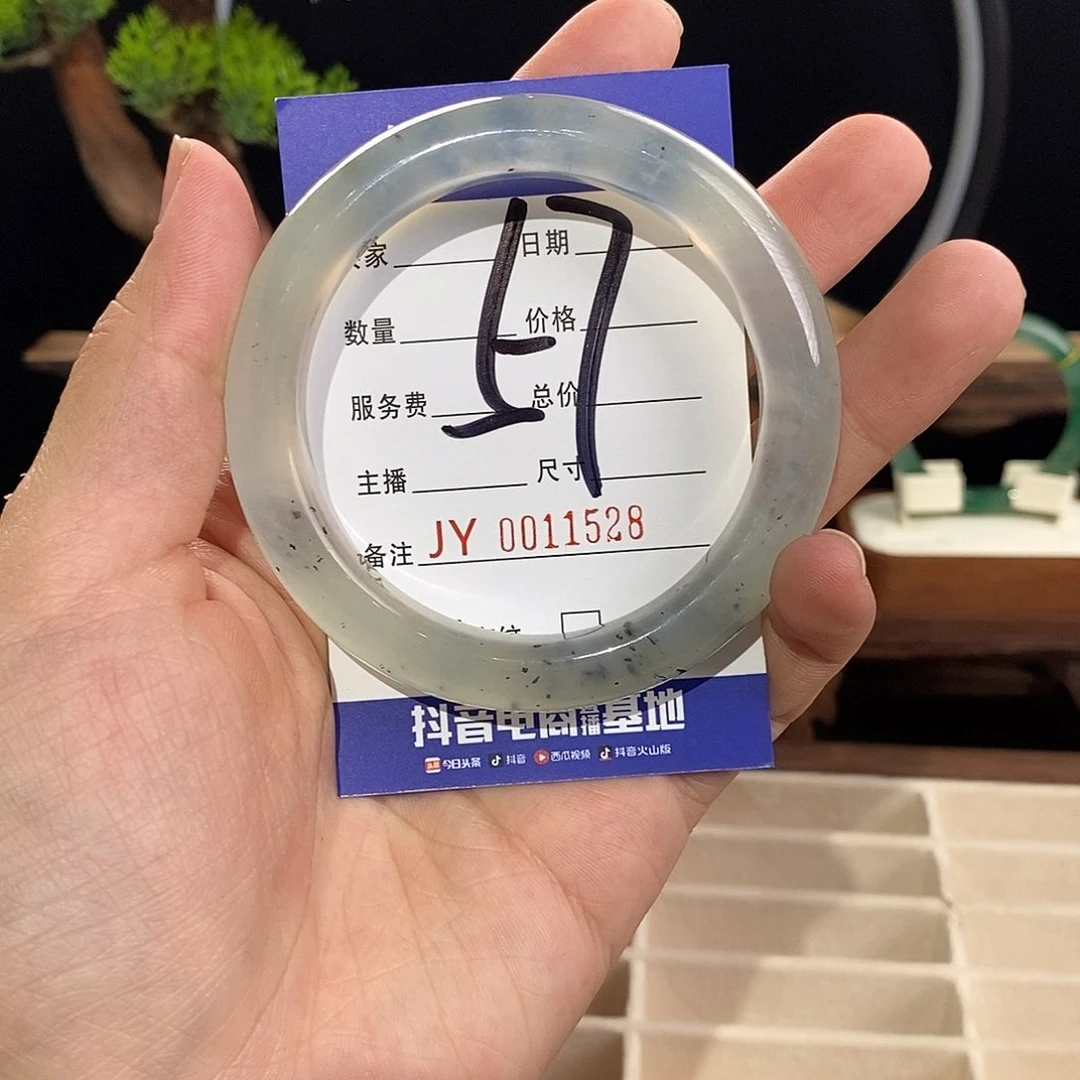 家 日期
数量 价格
服务费 总价
主播 尺寸
备注 JY 0011528
抖音电商直播基地
今日头条 抖音 西瓜视频 抖音火山版